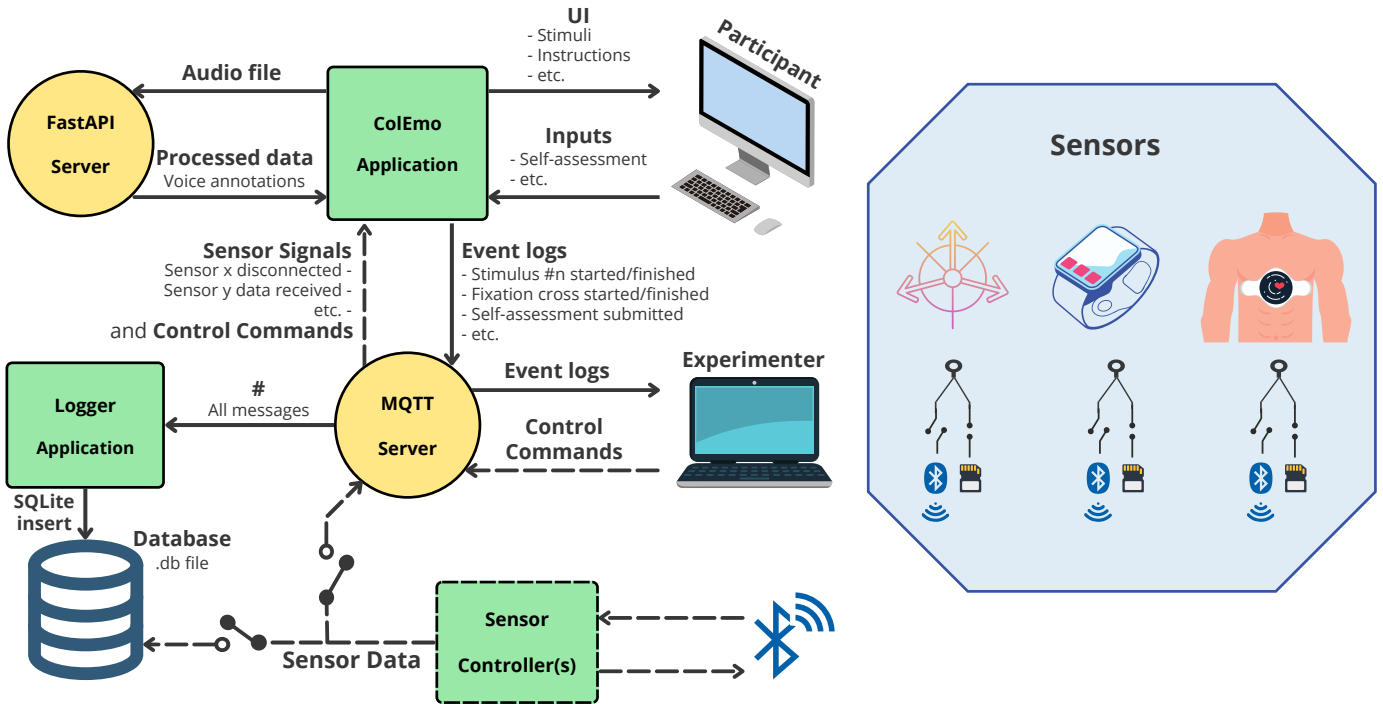 UI
- Stimuli
- Instructions
- etc.
Participant
Audio file
FastAPI
Server
ColEmo
Application
Processed data
Voice annotations
Inputs
- Self-assessment
- etc.
Sensors
Sensor Signals
Sensor x disconnected -
Sensor y data received -
etc. -
and Control Commands
Event logs
- Stimulus #n started/finished
- Fixation cross started/finished
- Self-assessment submitted
- etc.
Logger
Application
#
All messages
MQTT
Server
Event logs
Experimenter
Control
Commands
SQLite
insert
Database
.db file
Sensor Data
Sensor
Controller(s)